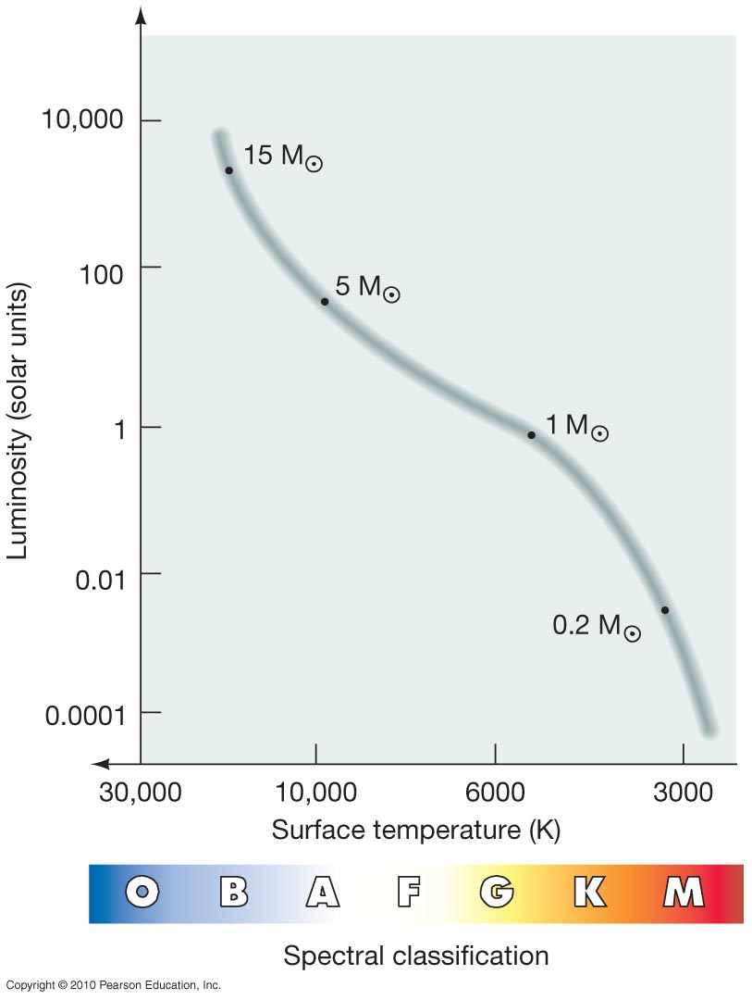 10,000
15 M☉
100
5 M☉
1
1 M☉
0.01
0.2 M☉
0.0001
Luminosity (solar units)
30,000 10,000 6000 3000
Surface temperature (K)
O B A F G K M
Spectral classification
Copyright © 2010 Pearson Education, Inc.